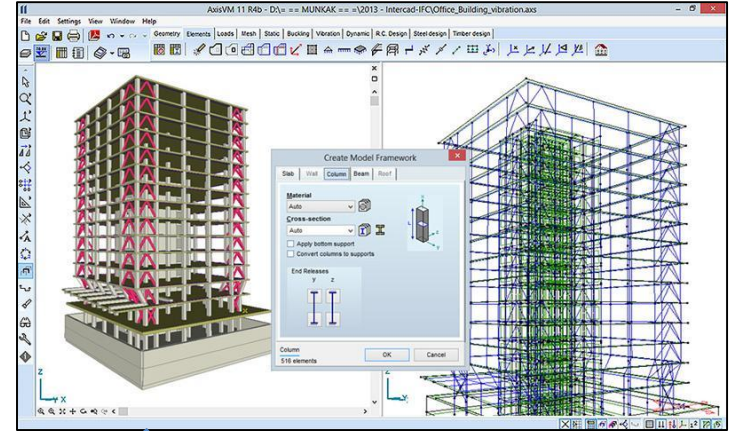 AxisVM 11 R4b - D:\= == MUNKAK == =\2013 - Intercad-IFC\Office_Building_vibration.axs
File Edit Settings View Window Help
Geometry Elements Loads Mesh Static Buckling Vibration Dynamic R.C. Design Steel design Timber design
Create Model Framework
Slab Wall Column Beam Roof
Material
Auto
Cross-section
Auto
Apply bottom support
Convert columns to supports
End Releases
y z
Column
516 elements
OK Cancel
L
x
z
y
Z
X
Z